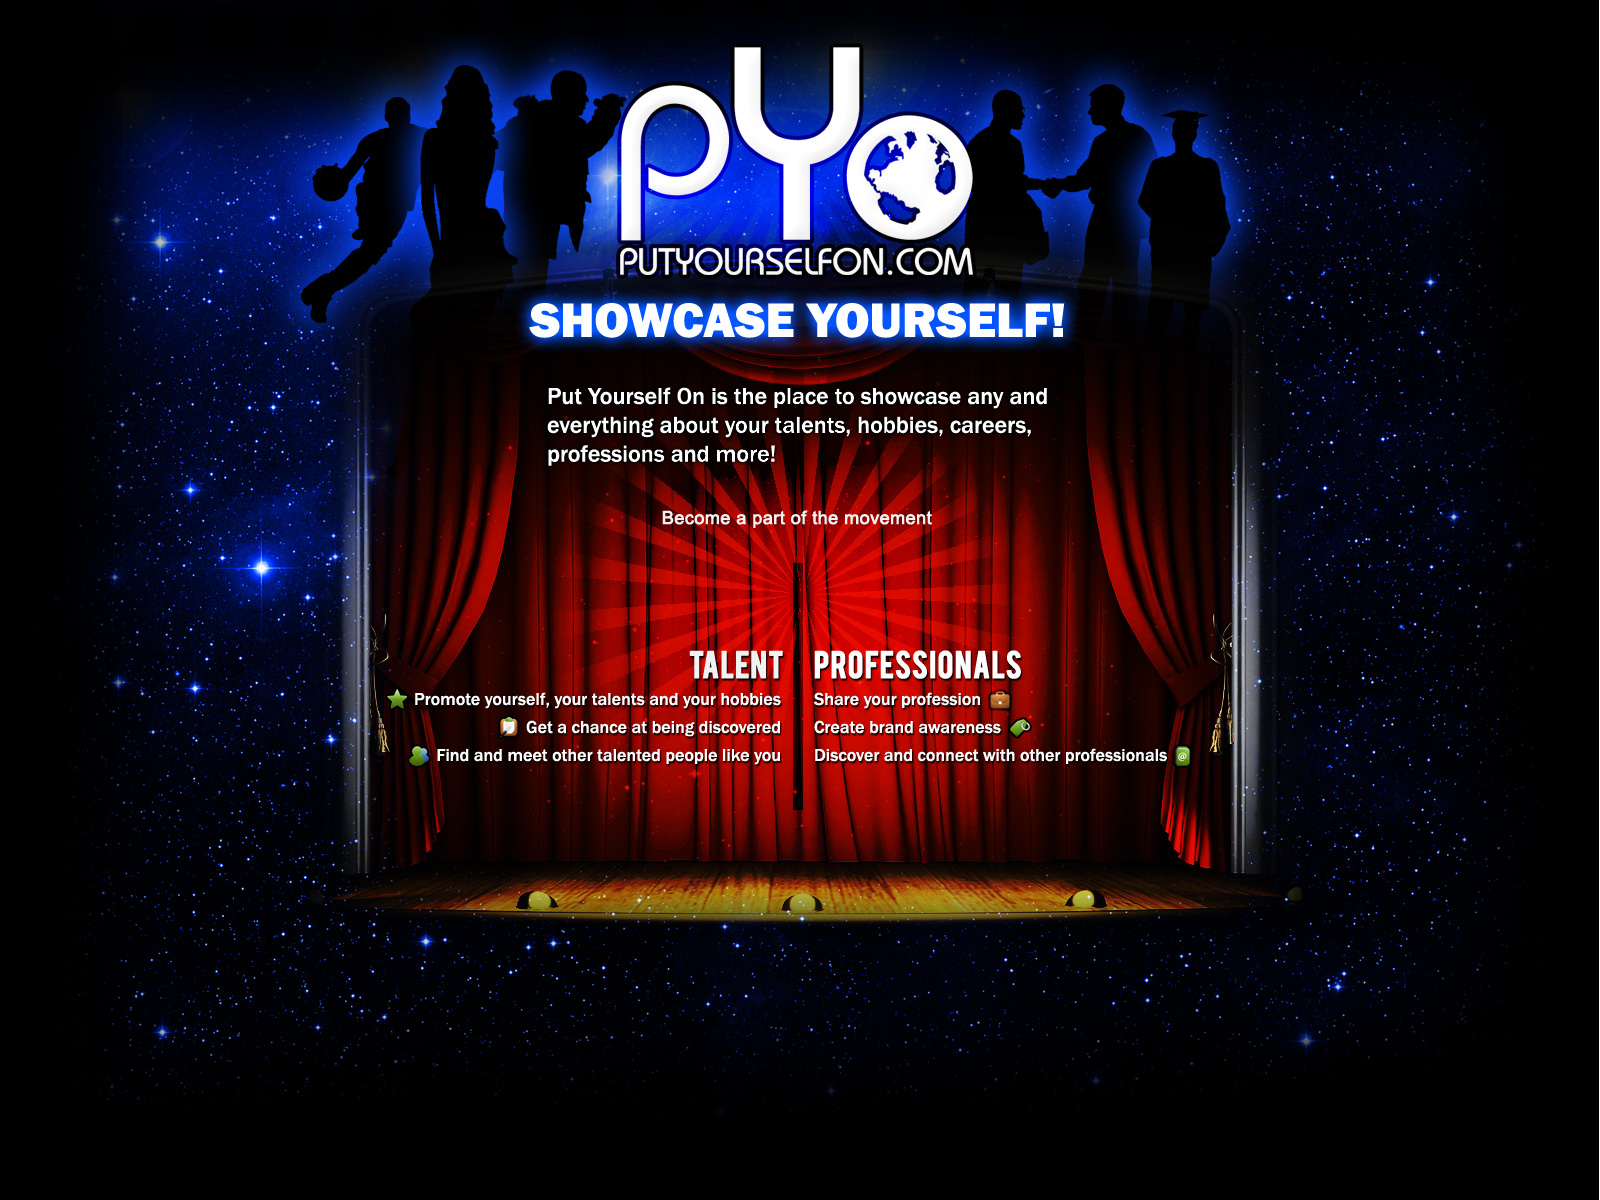 PYO
PUTYOURSELFON.COM
SHOWCASE YOURSELF!
Put Yourself On is the place to showcase any and
everything about your talents, hobbies, careers,
professions and more!
Become a part of the movement
TALENT
Promote yourself, your talents and your hobbies
Get a chance at being discovered
Find and meet other talented people like you
PROFESSIONALS
Share your profession
Create brand awareness
Discover and connect with other professionals
@